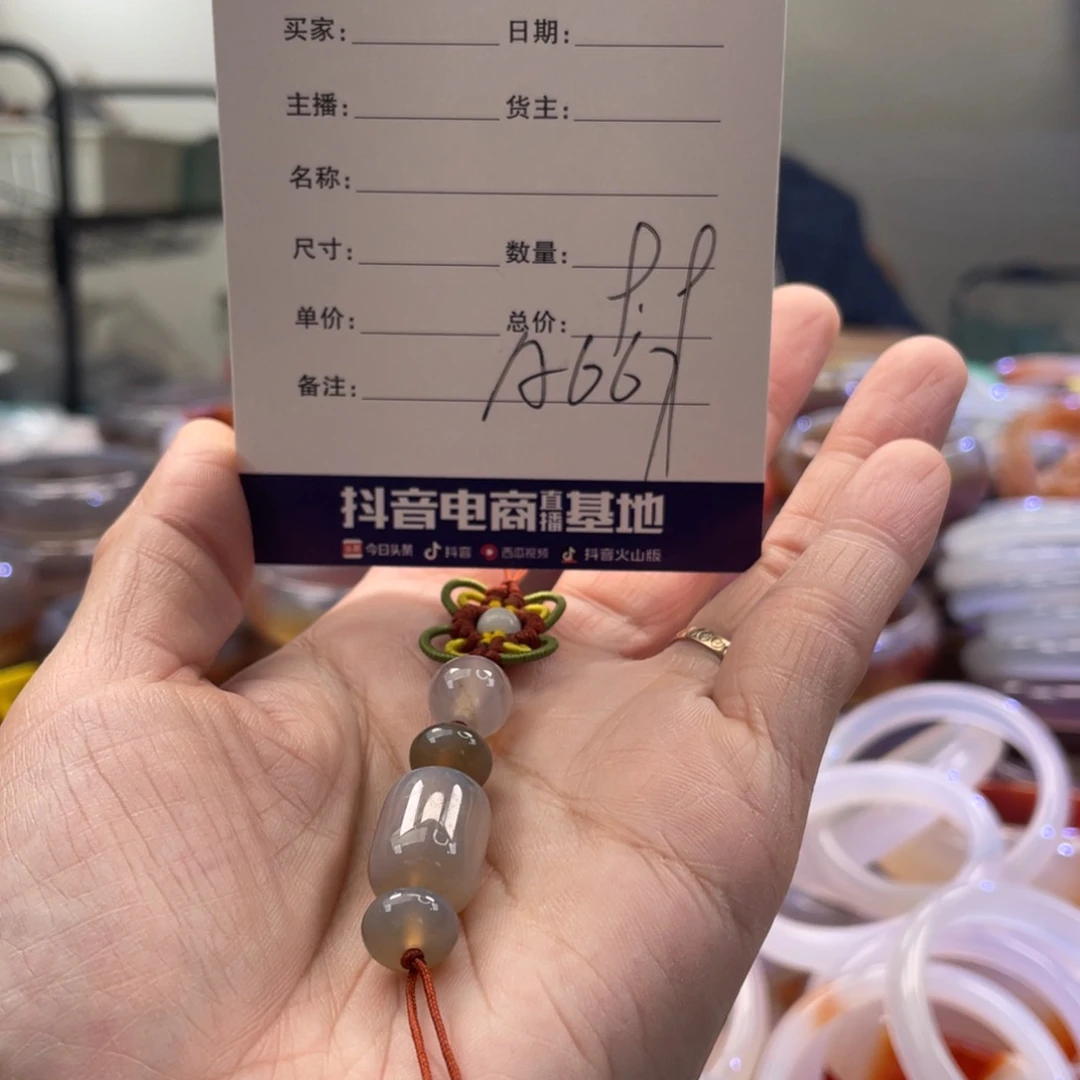 买家: 日期:
主播: 货主:
名称:
尺寸: 数量:
单价: 总价:
备注: A667
抖音电商直播基地
今日头条 抖音 西瓜视频 抖音火山版